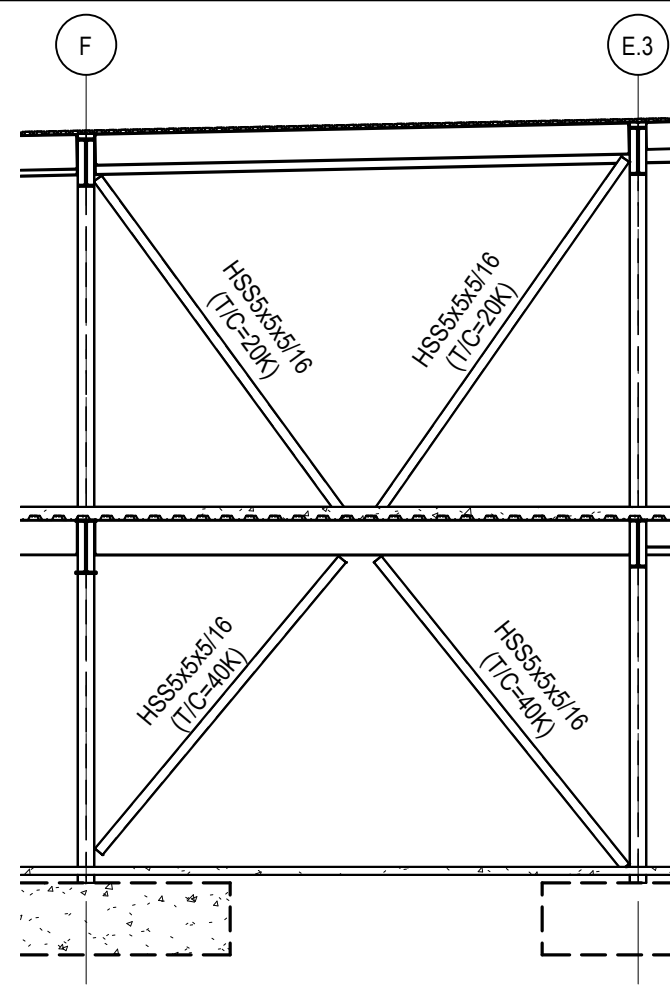 F
E.3
HSS5x5x5/16
(T/C=20K)
HSS5x5x5/16
(T/C=20K)
HSS5x5x5/16
(T/C=40K)
HSS5x5x5/16
(T/C=40K)